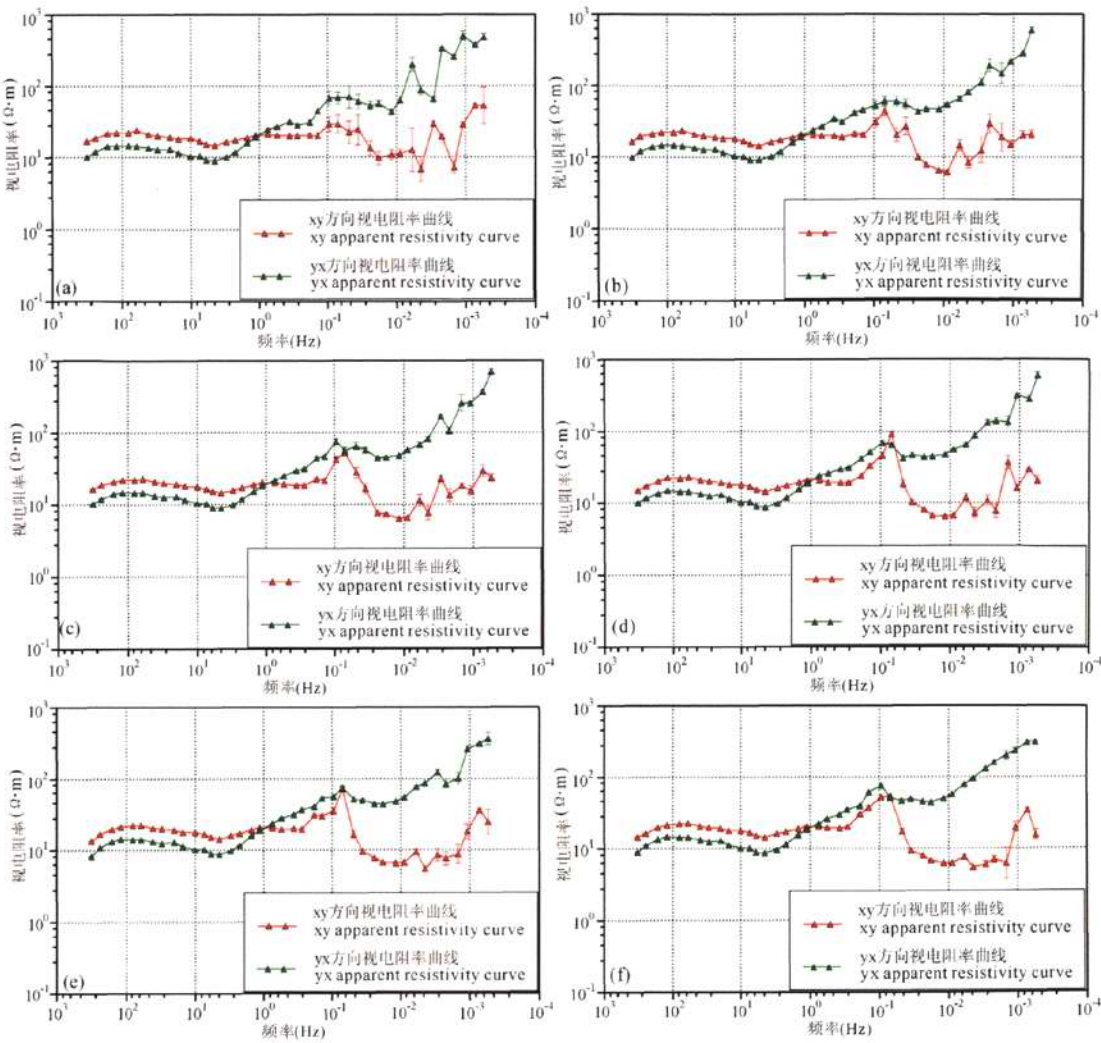 10³
10²
10¹
10⁰
10⁻¹
视电阻率(Ω·m)
xy方向视电阻率曲线
xy apparent resistivity curve
yx方向视电阻率曲线
yx apparent resistivity curve
(a)
10³ 10² 10¹ 10⁰ 10⁻¹ 10⁻² 10⁻³ 10⁻⁴
频率(Hz)
10³
10²
10¹
10⁰
10⁻¹
视电阻率(Ω·m)
xy方向视电阻率曲线
xy apparent resistivity curve
yx方向视电阻率曲线
yx apparent resistivity curve
(b)
10³ 10² 10¹ 10⁰ 10⁻¹ 10⁻² 10⁻³ 10⁻⁴
频率(Hz)
10³
10²
10¹
10⁰
10⁻¹
视电阻率(Ω·m)
xy方向视电阻率曲线
xy apparent resistivity curve
yx方向视电阻率曲线
yx apparent resistivity curve
(c)
10³ 10² 10¹ 10⁰ 10⁻¹ 10⁻² 10⁻³ 10⁻⁴
频率(Hz)
10³
10²
10¹
10⁰
10⁻¹
视电阻率(Ω·m)
xy方向视电阻率曲线
xy apparent resistivity curve
yx方向视电阻率曲线
yx apparent resistivity curve
(d)
10³ 10² 10¹ 10⁰ 10⁻¹ 10⁻² 10⁻³ 10⁻⁴
频率(Hz)
10³
10²
10¹
10⁰
10⁻¹
视电阻率(Ω·m)
xy方向视电阻率曲线
xy apparent resistivity curve
yx方向视电阻率曲线
yx apparent resistivity curve
(e)
10³ 10² 10¹ 10⁰ 10⁻¹ 10⁻² 10⁻³ 10⁻⁴
频率(Hz)
10³
10²
10¹
10⁰
10⁻¹
视电阻率(Ω·m)
xy方向视电阻率曲线
xy apparent resistivity curve
yx方向视电阻率曲线
yx apparent resistivity curve
(f)
10³ 10² 10¹ 10⁰ 10⁻¹ 10⁻² 10⁻³ 10⁻⁴
频率(Hz)